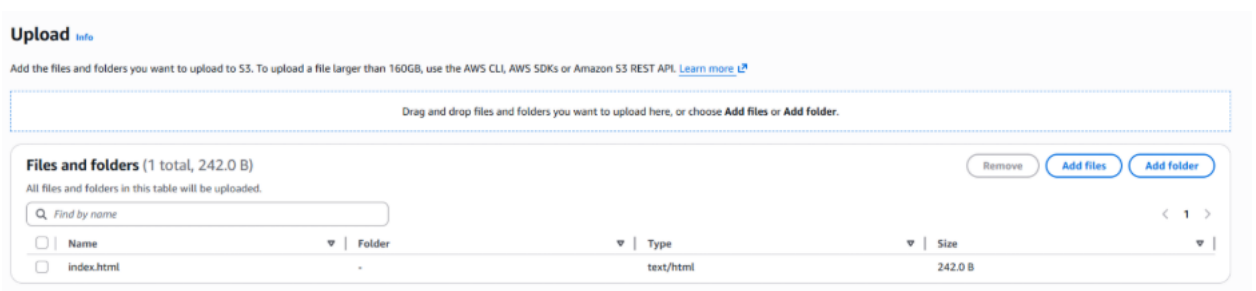 Upload Info
Add the files and folders you want to upload to S3. To upload a file larger than 160GB, use the AWS CLI, AWS SDKs or Amazon S3 REST API. Learn more
Drag and drop files and folders you want to upload here, or choose Add files or Add folder.
Files and folders (1 total, 242.0 B)
Remove Add files Add folder
All files and folders in this table will be uploaded.
Find by name
< 1 >
Name Folder Type Size
index.html - text/html 242.0 B